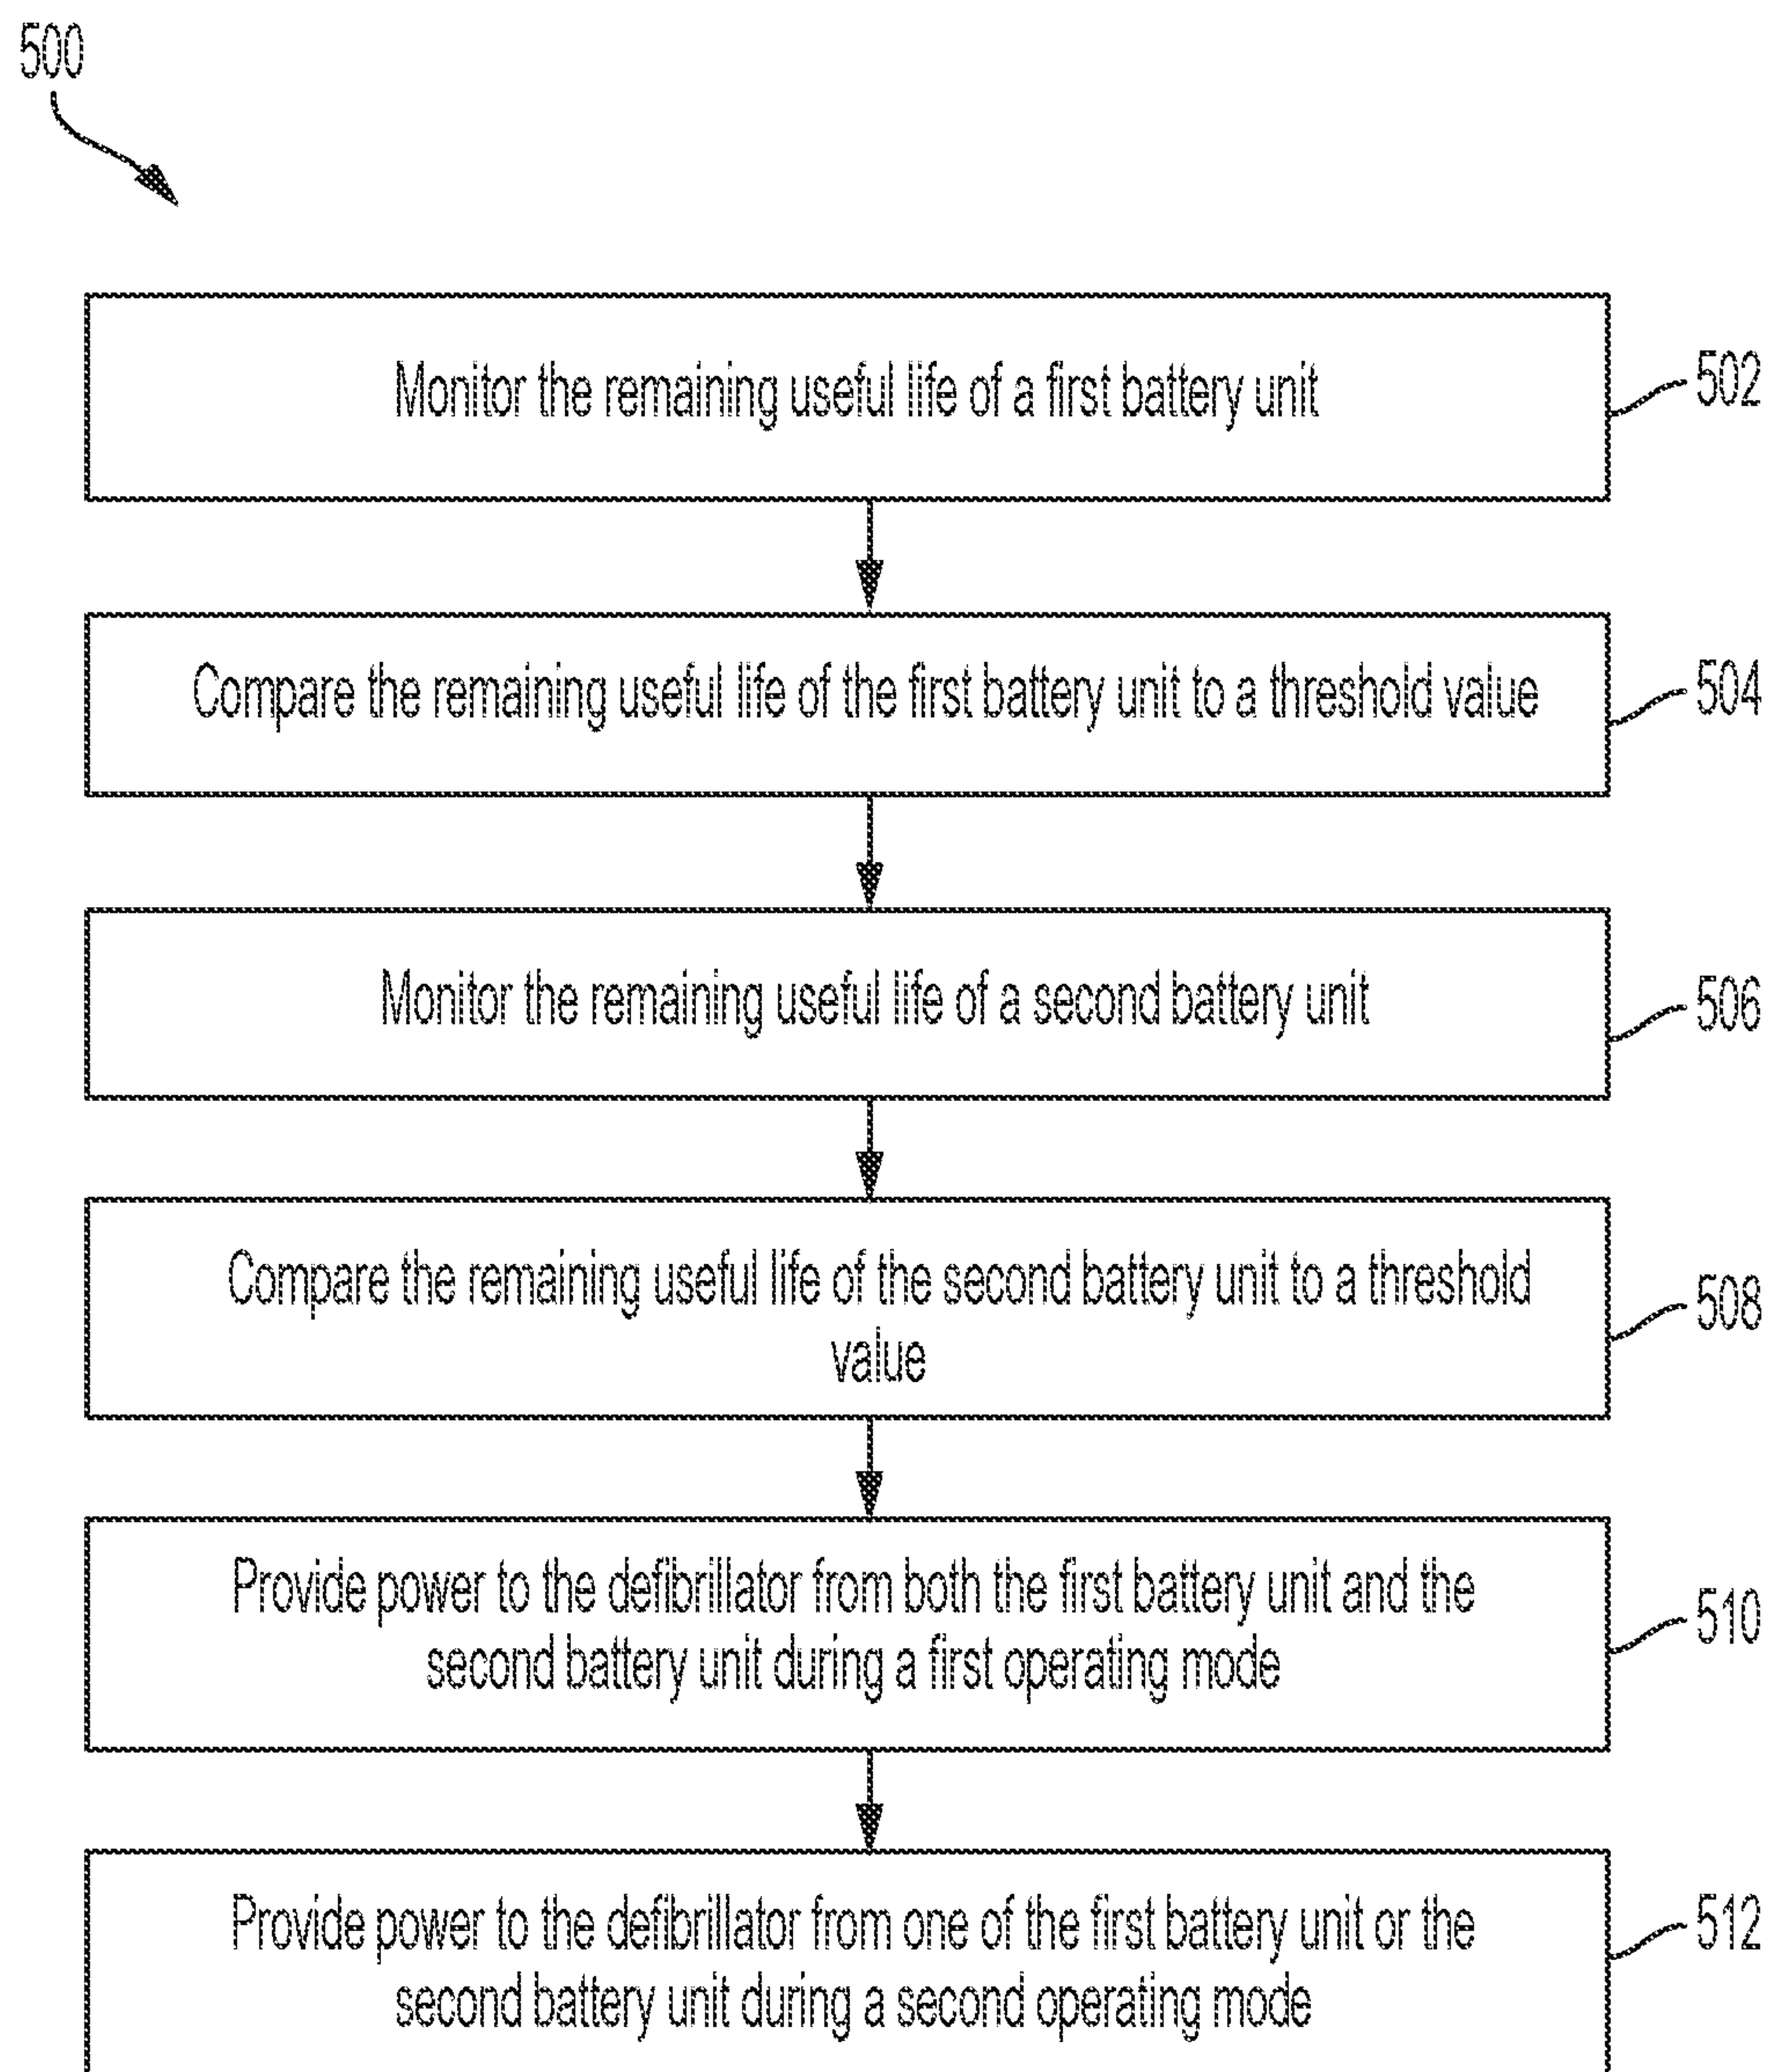 500
Monitor the remaining useful life of a first battery unit
502
Compare the remaining useful life of the first battery unit to a threshold value
504
Monitor the remaining useful life of a second battery unit
506
Compare the remaining useful life of the second battery unit to a threshold
value
508
Provide power to the defibrillator from both the first battery unit and the
second battery unit during a first operating mode
510
Provide power to the defibrillator from one of the first battery unit or the
second battery unit during a second operating mode
512